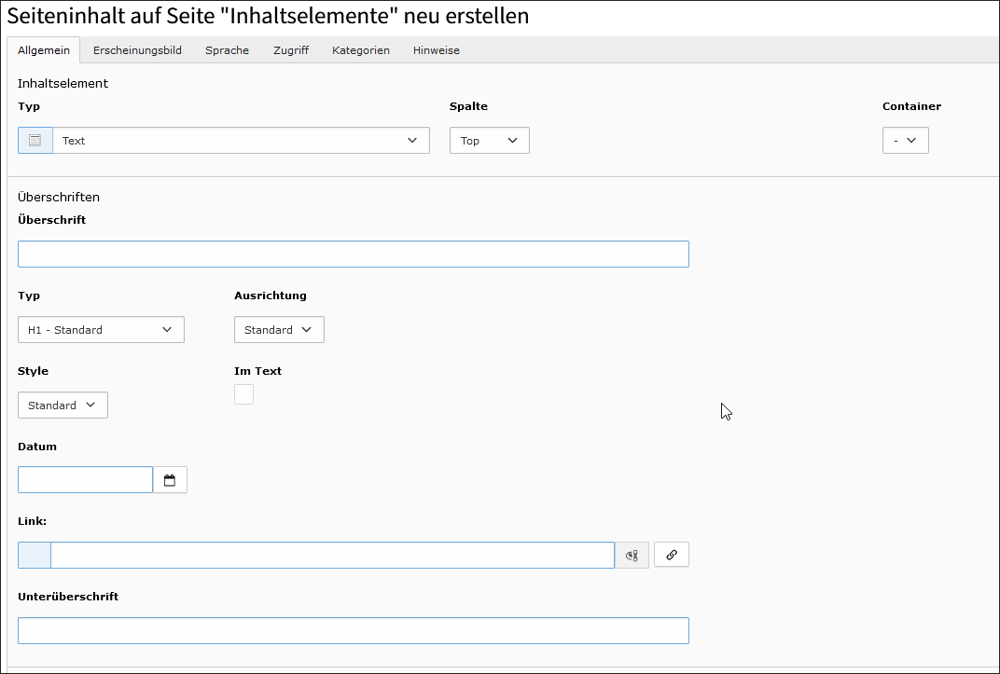 Seiteninhalt auf Seite "Inhaltselemente" neu erstellen
Allgemein Erscheinungsbild Sprache Zugriff Kategorien Hinweise
Inhaltselement
Typ Spalte Container
Text Top -
Überschriften
Überschrift
Typ Ausrichtung
H1 - Standard Standard
Style Im Text
Standard
Datum
Link:
Unterüberschrift